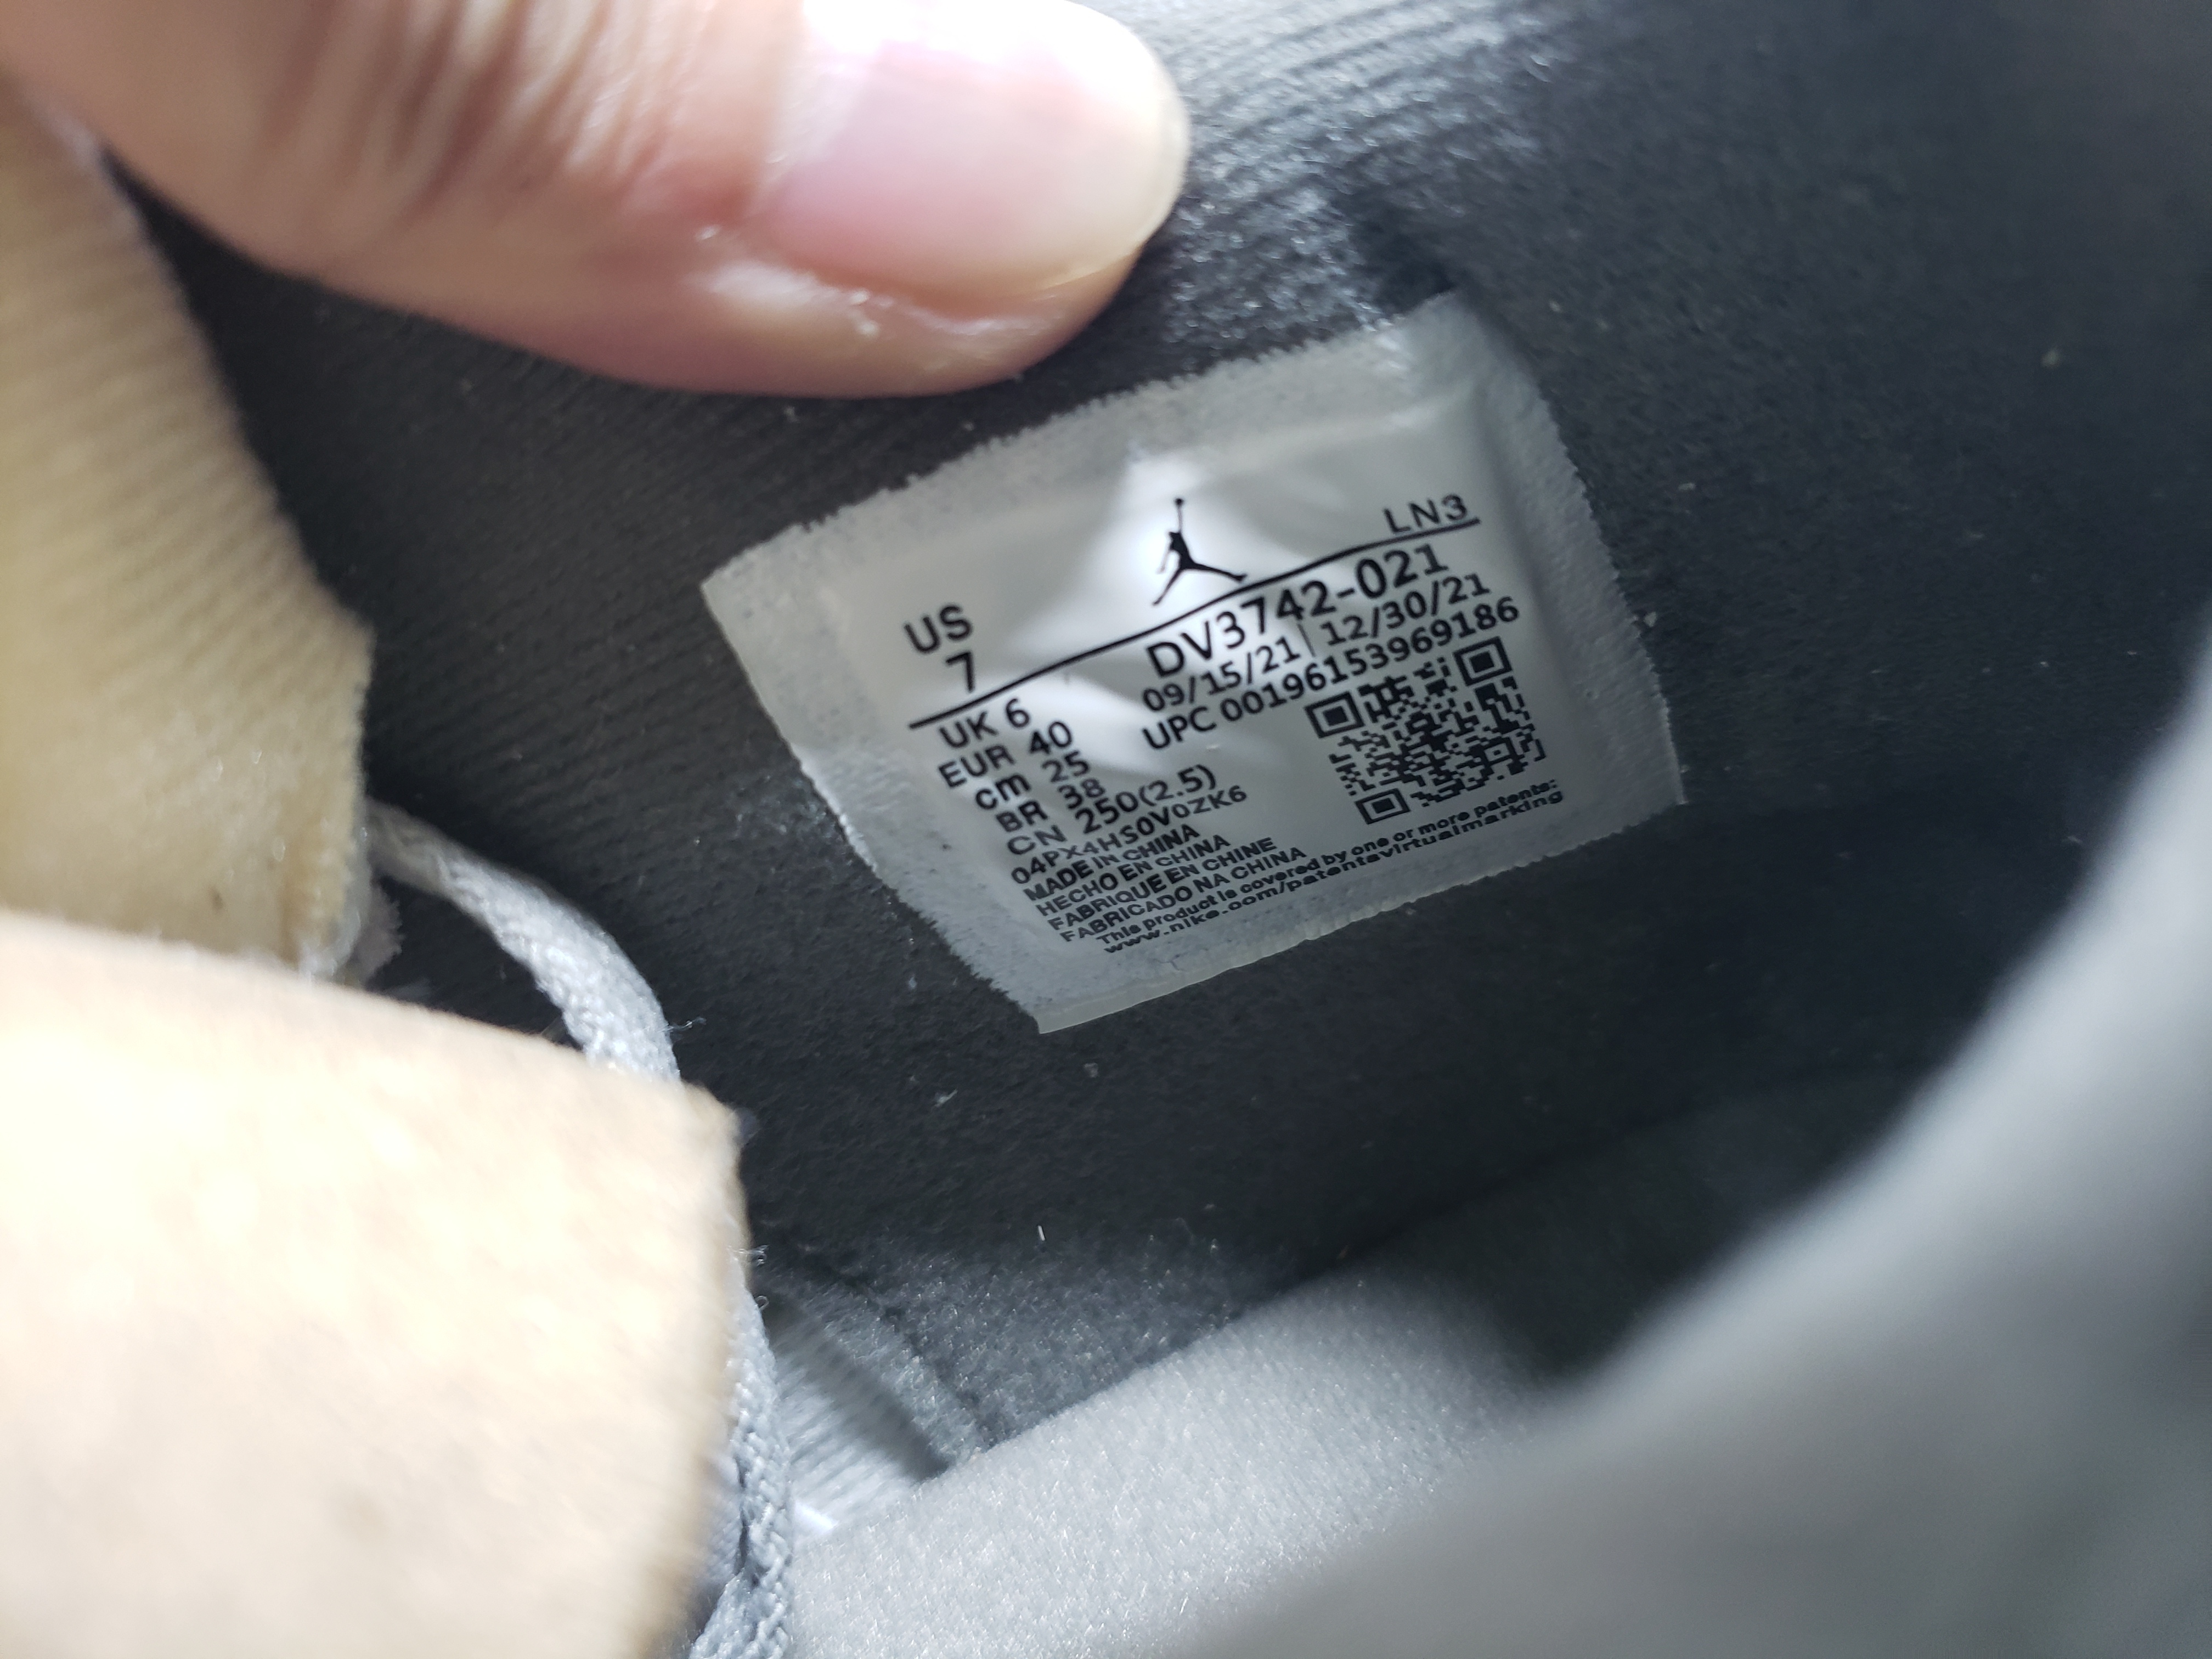 LN3
US
7
DV3742-021
09/15/21 | 12/30/21
UPC 00196153969186
UK 6
EUR 40
cm 25
BR 38
CN 250(2.5)
04PX4HS0V0ZK6
MADE IN CHINA
HECHO EN CHINA
FABRIQUE EN CHINE
FABRICADO NA CHINA
This product is covered by one or more patents:
www.nike.com/patentsvirtualmarking